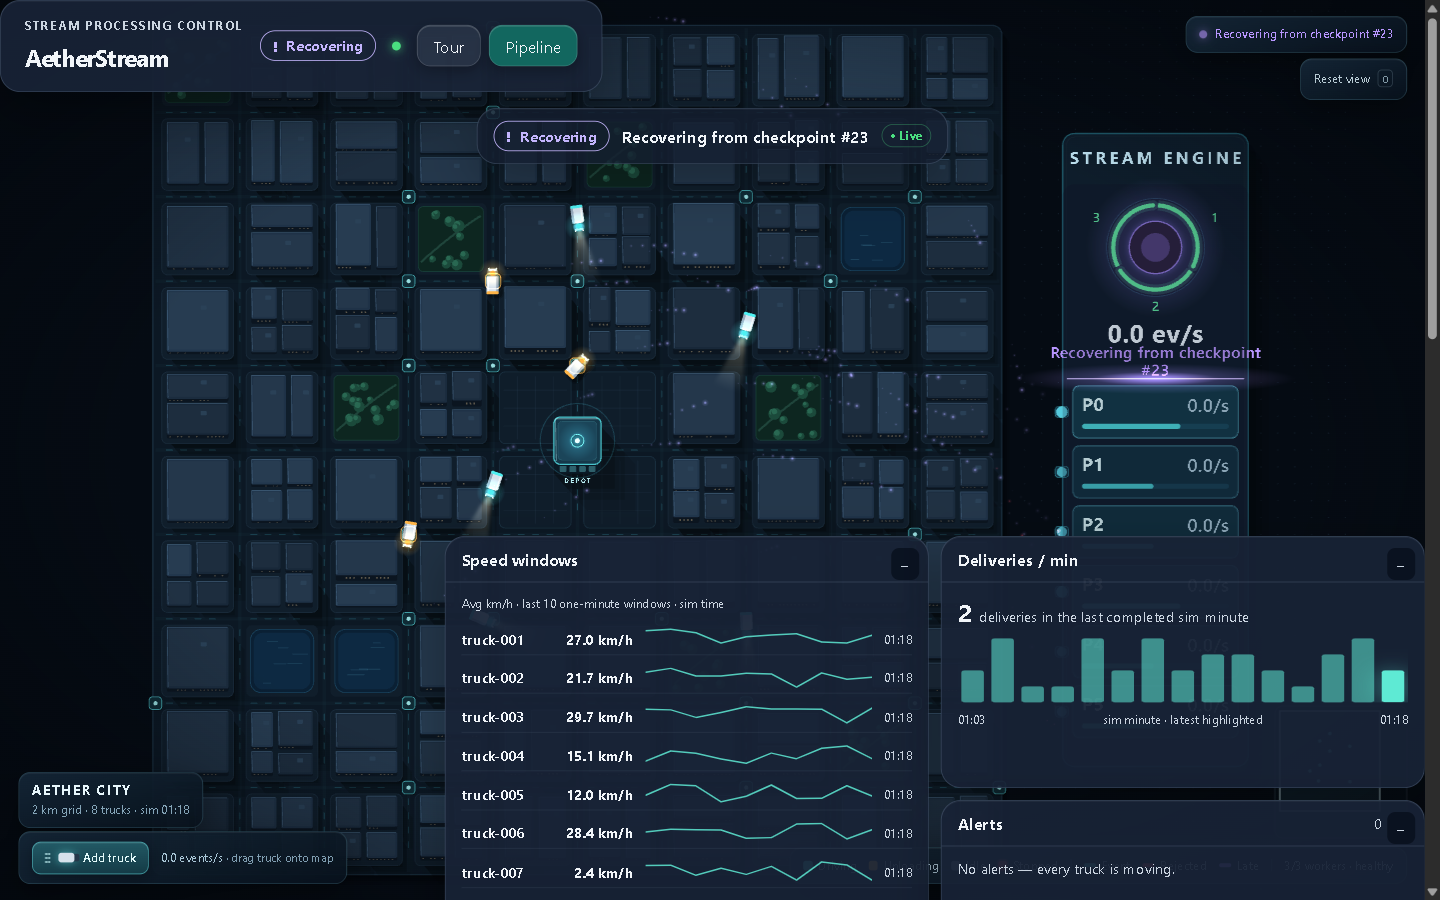 STREAM PROCESSING CONTROL
AetherStream
! Recovering
Tour
Pipeline
Recovering from checkpoint #23
Reset view 0
! Recovering Recovering from checkpoint #23 • Live
STREAM ENGINE
3
1
2
0.0 ev/s
Recovering from checkpoint
#23
P0 0.0/s
P1 0.0/s
P2 0.0/s
DEPOT
Speed windows –
Avg km/h · last 10 one-minute windows · sim time
truck-001 27.0 km/h 01:18
truck-002 21.7 km/h 01:18
truck-003 29.7 km/h 01:18
truck-004 15.1 km/h 01:18
truck-005 12.0 km/h 01:18
truck-006 28.4 km/h 01:18
truck-007 2.4 km/h 01:18
Deliveries / min –
2 deliveries in the last completed sim minute
01:03 sim minute · latest highlighted 01:18
Alerts 0 –
No alerts — every truck is moving.
AETHER CITY
2 km grid · 8 trucks · sim 01:18
Add truck 0.0 events/s · drag truck onto map